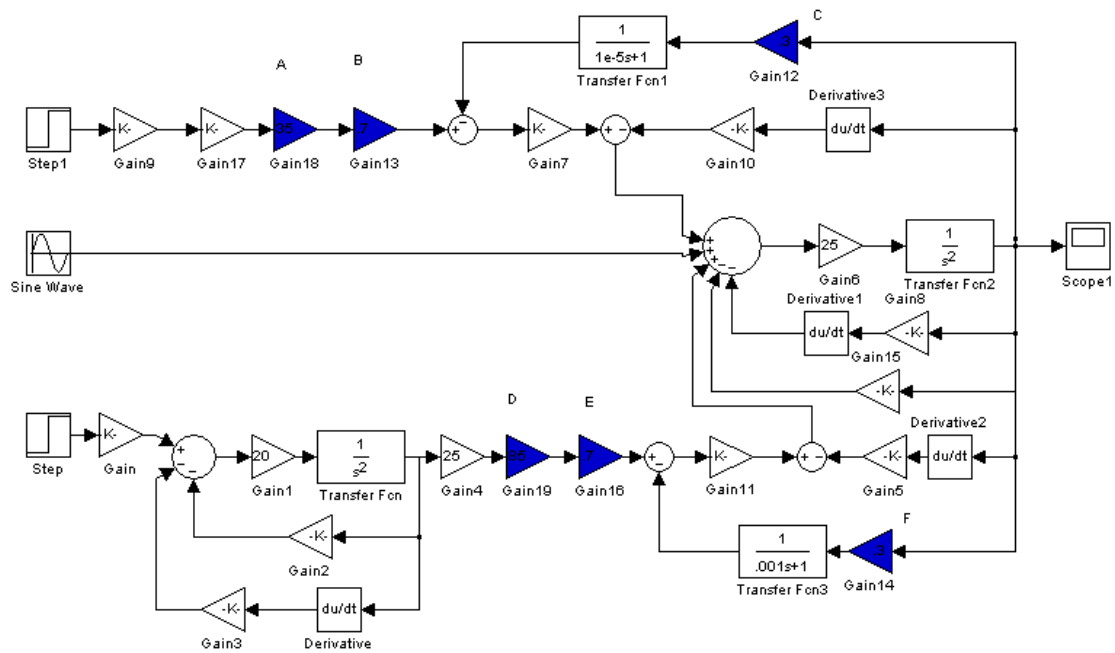 C
1
1e-5s+1
.3
Transfer Fcn1
Gain12
A
B
Derivative3
K-
K-
.85
.7
K-
-K-
du/dt
Step1
Gain9
Gain17
Gain18
Gain13
Gain7
Gain10
25
1
s2
Sine Wave
Gain6
Transfer Fcn2
Scope1
Derivative1
Gain8
du/dt
-K-
Gain15
-K-
D
E
Derivative2
K-
20
1
s2
25
.85
.7
K-
-K-
du/dt
Step
Gain
Gain1
Transfer Fcn
Gain4
Gain19
Gain16
Gain11
Gain5
F
-K-
Gain2
1
.001s+1
.3
Transfer Fcn3
Gain14
-K-
du/dt
Gain3
Derivative